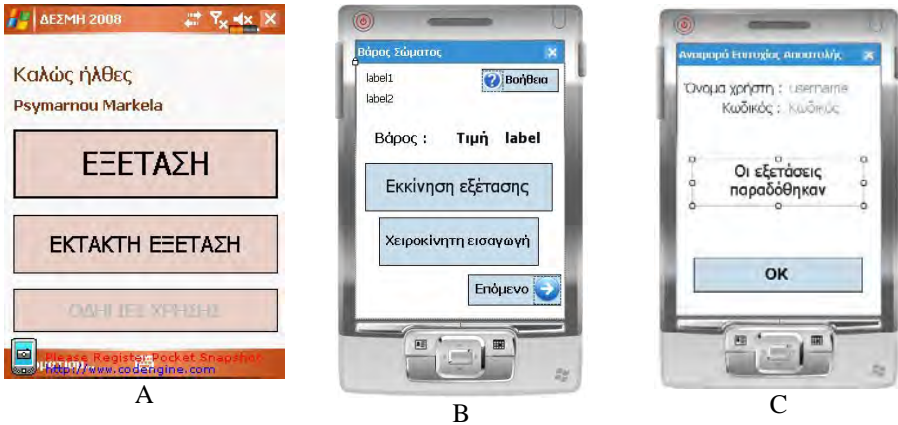 ΔΕΣΜΗ 2008
Καλώς ήλθες
Psymarnou Markela
ΕΞΕΤΑΣΗ
ΕΚΤΑΚΤΗ ΕΞΕΤΑΣΗ
ΟΔΗΓΙΕΣ ΧΡΗΣΗΣ
Please Register Pocket Snapshot
http://www.codengine.com
A
Βάρος Σώματος
label1
Βοήθεια
label2
Βάρος : Τιμή label
Εκκίνηση εξέτασης
Χειροκίνητη εισαγωγή
Επόμενο
B
Αναφορά Επιτυχίας Αποστολής
Όνομα χρήστη : username
Κωδικός : Κωδικός
Οι εξετάσεις
παραδόθηκαν
OK
C